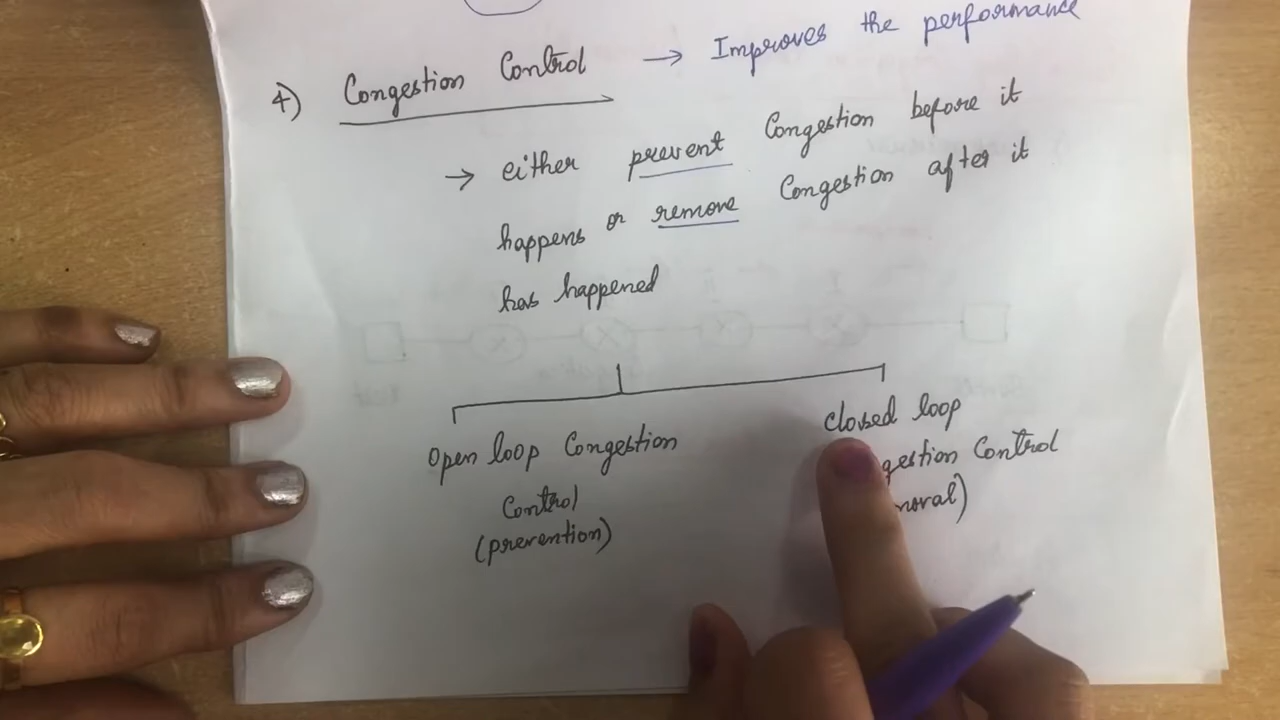 4) Congestion Control → Improves the performance
→ either prevent Congestion before it
happens or remove Congestion after it
has happened
Open loop Congestion
Control
(prevention)
closed loop
gestion Control
moval)